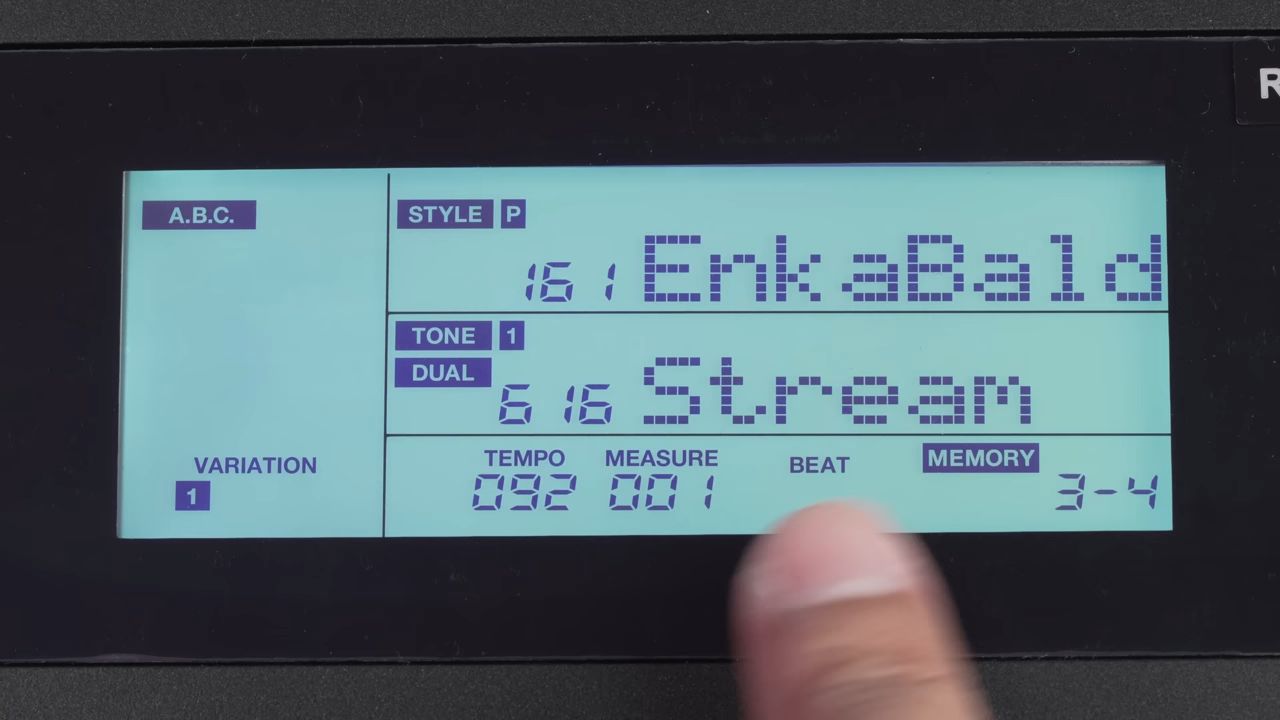 R
A.B.C.
STYLE P
161 EnkaBald
TONE 1
DUAL
616 Stream
VARIATION
1
TEMPO MEASURE BEAT MEMORY
092 001 3-4